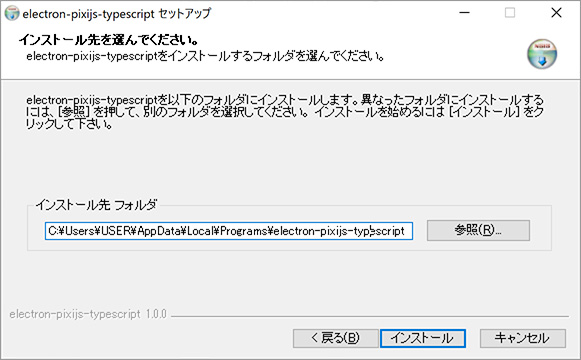 electron-pixijs-typescript セットアップ
インストール先を選んでください。
electron-pixijs-typescriptをインストールするフォルダを選んでください。
electron-pixijs-typescriptを以下のフォルダにインストールします。異なったフォルダにインストールする
には、[参照] を押して、別のフォルダを選択してください。 インストールを始めるには [インストール] をク
リックして下さい。
インストール先 フォルダ
C:¥Users¥USER¥AppData¥Local¥Programs¥electron-pixijs-typescript
参照(R)...
electron-pixijs-typescript 1.0.0
< 戻る(B)
インストール
キャンセル